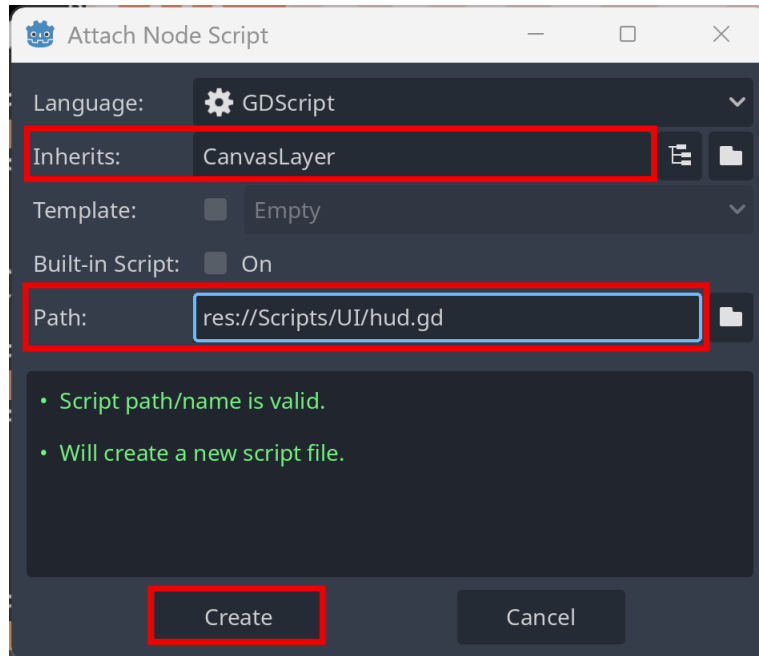 Attach Node Script
Language: GDScript
Inherits: CanvasLayer
Template: Empty
Built-in Script: On
Path: res://Scripts/UI/hud.gd
• Script path/name is valid.
• Will create a new script file.
Create Cancel